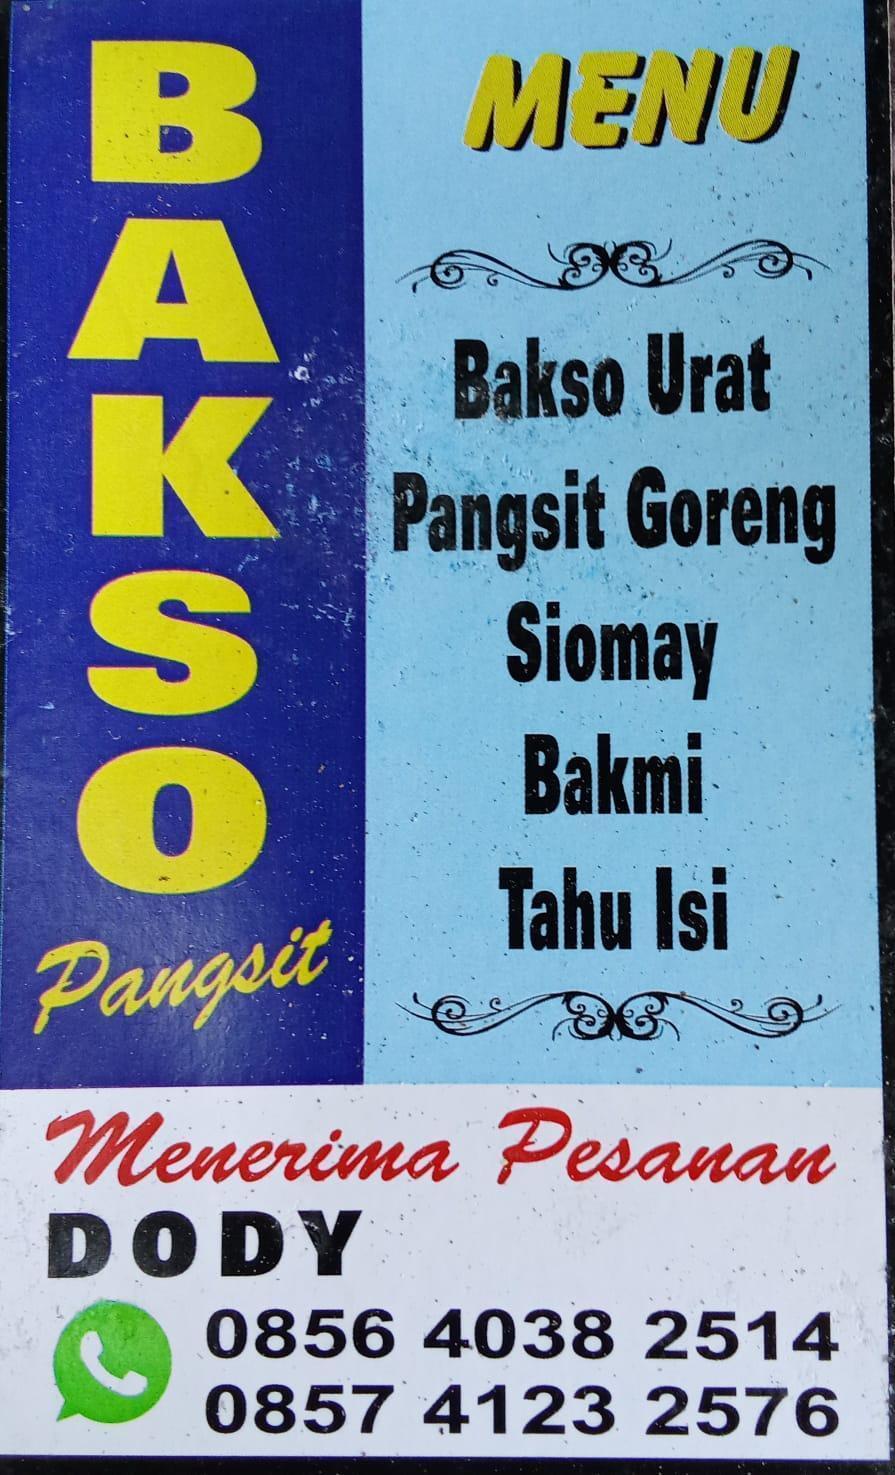 BAKSO
Pangsit
MENU
Bakso Urat
Pangsit Goreng
Siomay
Bakmi
Tahu Isi
Menerima Pesanan
DODY
0856 4038 2514
0857 4123 2576